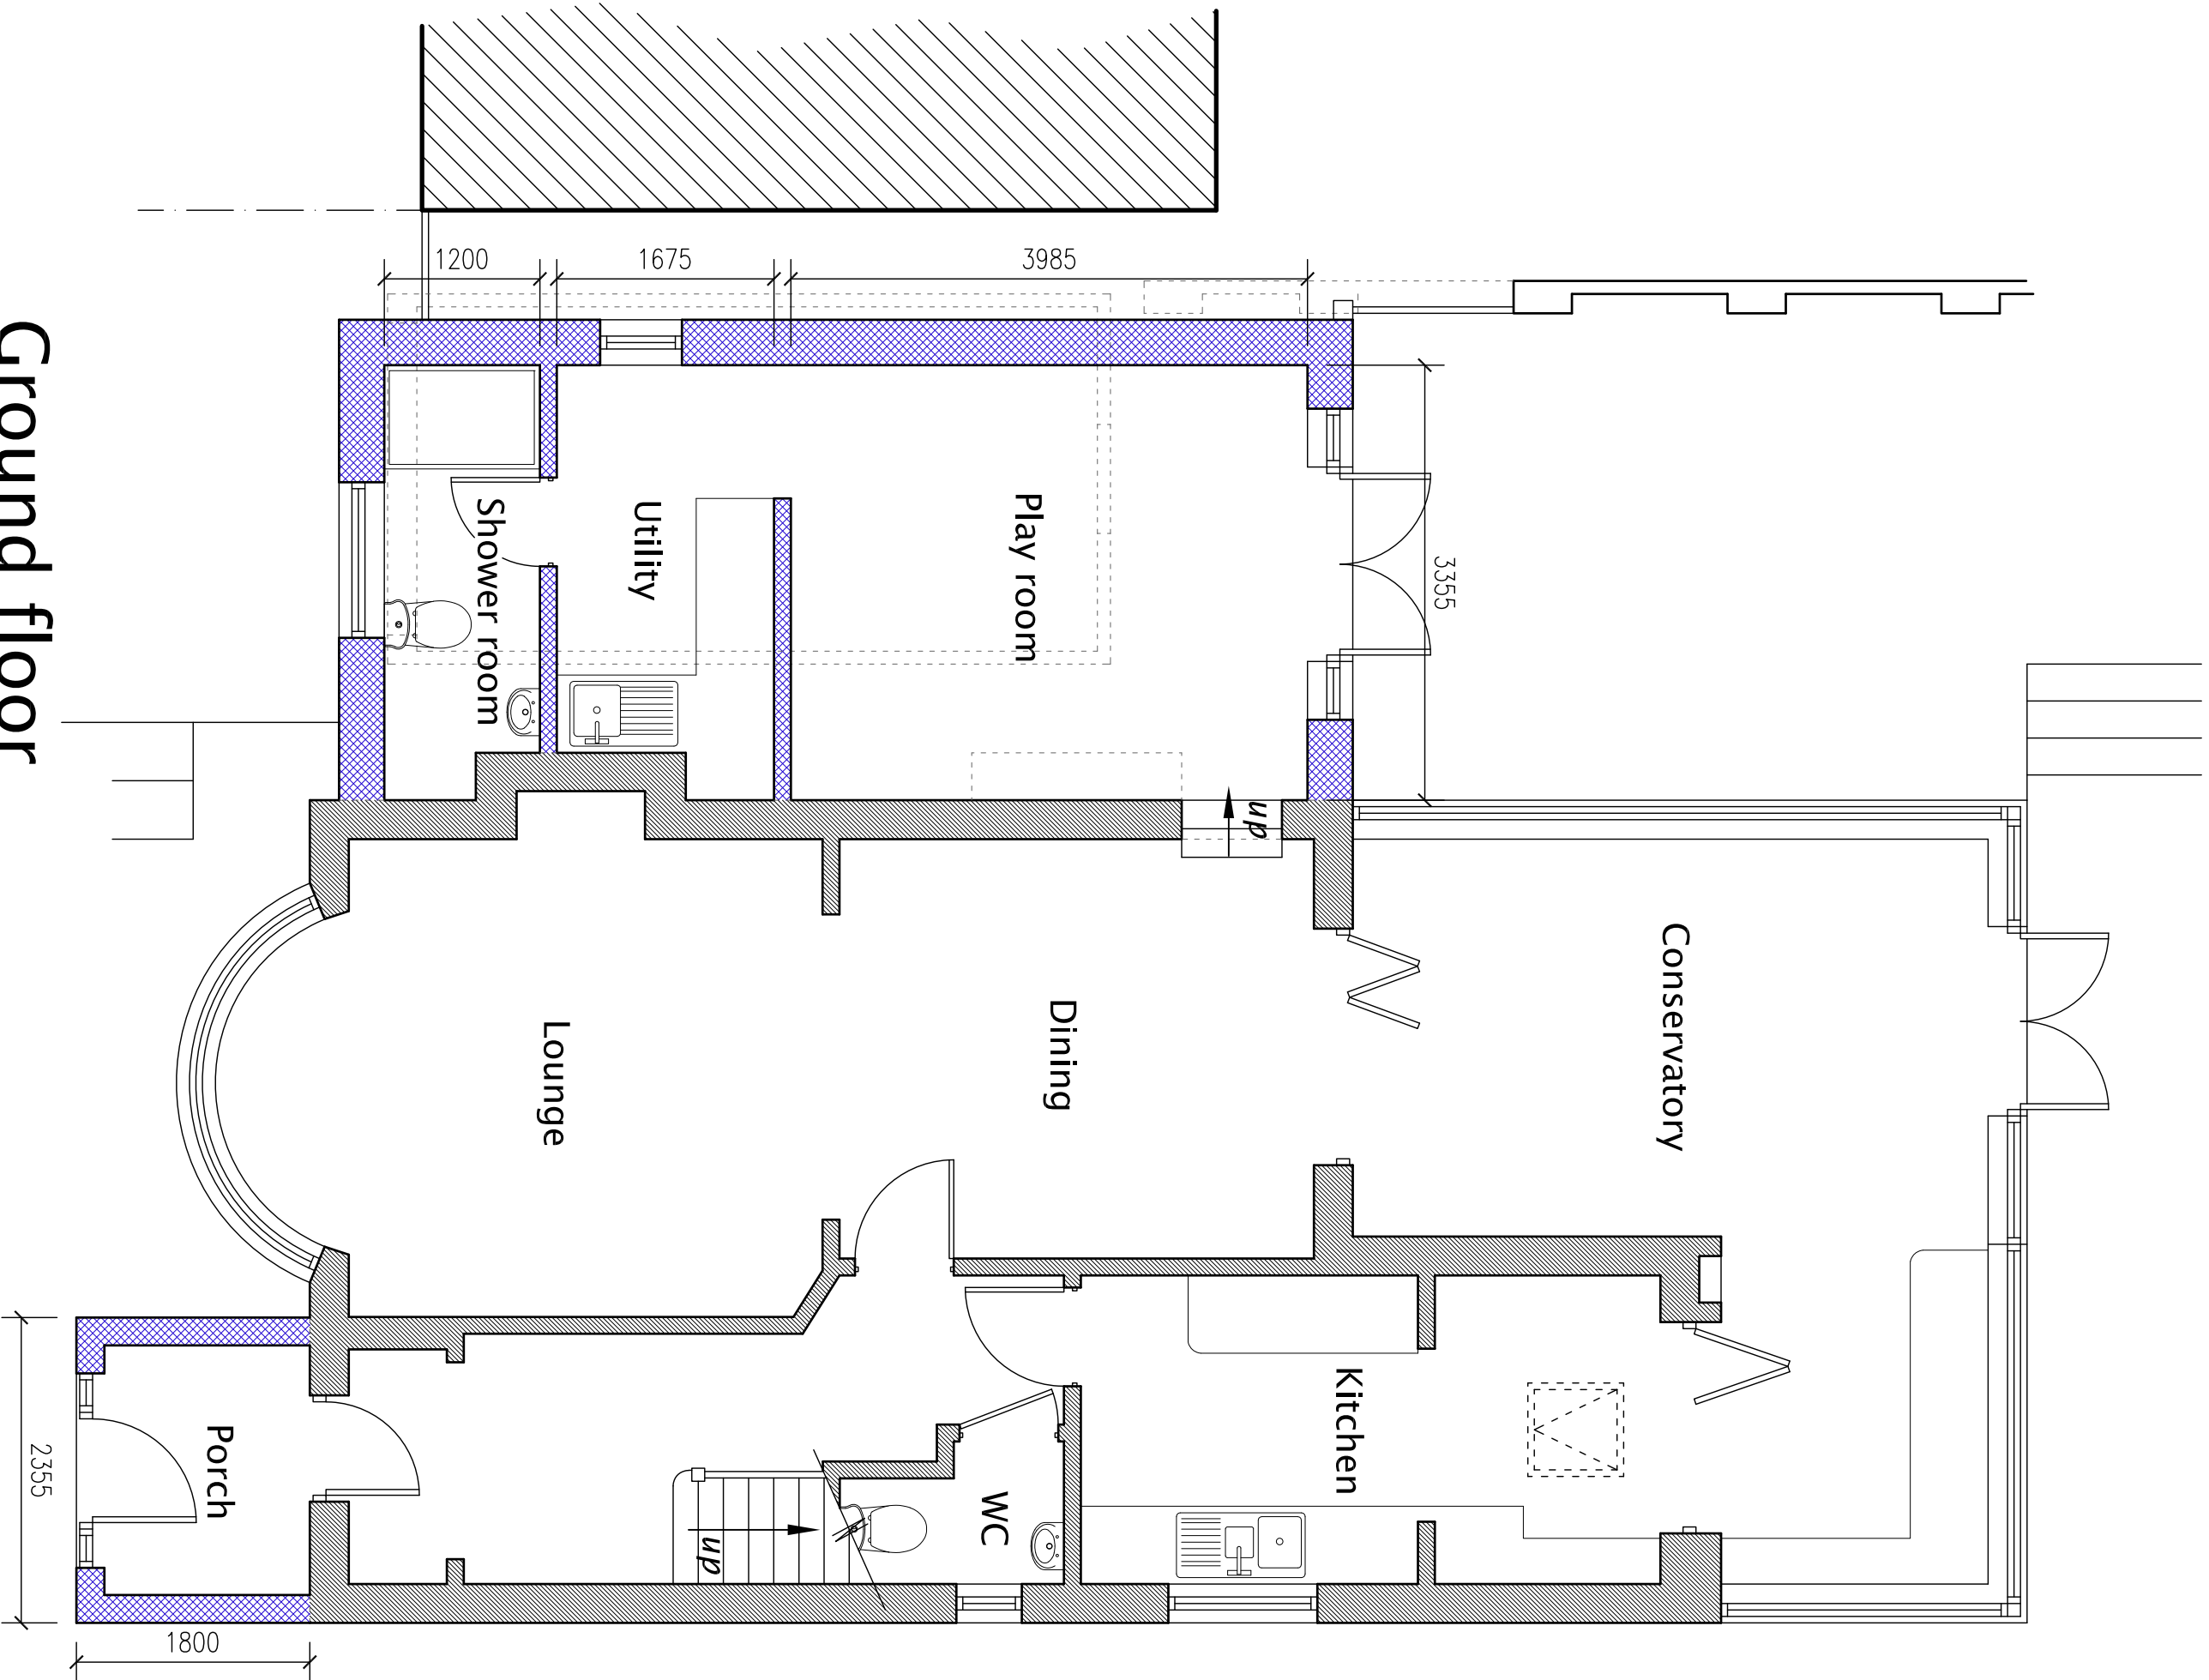 1200
1675
3985
3355
Ground floor
Shower room
Utility
Play room
up
Conservatory
Lounge
Dining
Kitchen
Porch
WC
up
2355
1800